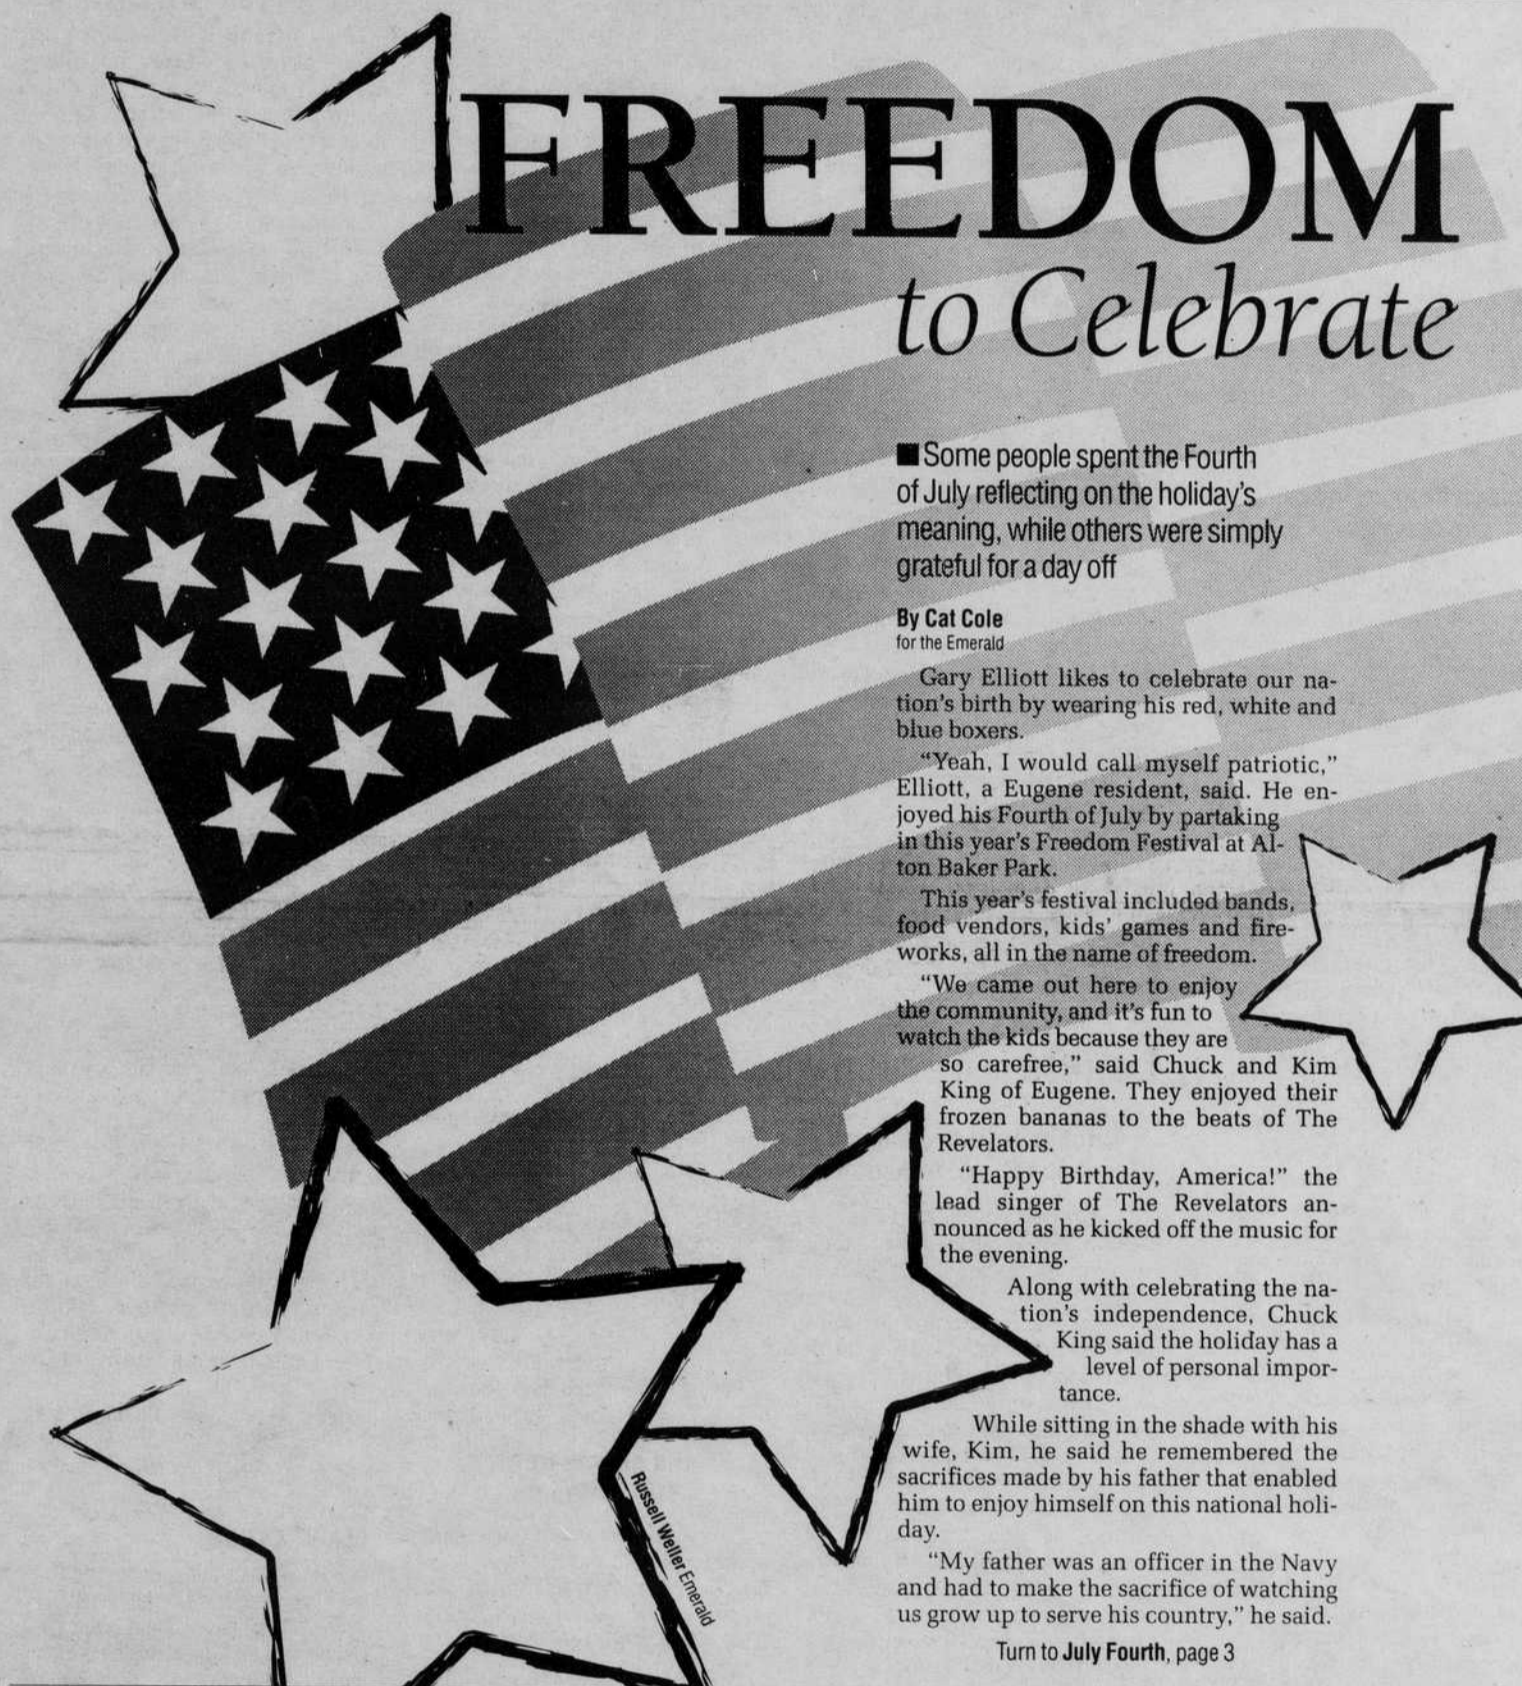 FREEDOM
to Celebrate
■ Some people spent the Fourth
of July reflecting on the holiday's
meaning, while others were simply
grateful for a day off
By Cat Cole
for the Emerald
Gary Elliott likes to celebrate our na-
tion's birth by wearing his red, white and
blue boxers.
“Yeah, I would call myself patriotic,”
Elliott, a Eugene resident, said. He en-
joyed his Fourth of July by partaking
in this year's Freedom Festival at Al-
ton Baker Park.
This year's festival included bands,
food vendors, kids' games and fire-
works, all in the name of freedom.
“We came out here to enjoy
the community, and it's fun to
watch the kids because they are
so carefree,” said Chuck and Kim
King of Eugene. They enjoyed their
frozen bananas to the beats of The
Revelators.
“Happy Birthday, America!” the
lead singer of The Revelators an-
nounced as he kicked off the music for
the evening.
Along with celebrating the na-
tion's independence, Chuck
King said the holiday has a
level of personal impor-
tance.
While sitting in the shade with his
wife, Kim, he said he remembered the
sacrifices made by his father that enabled
him to enjoy himself on this national holi-
day.
“My father was an officer in the Navy
and had to make the sacrifice of watching
us grow up to serve his country,” he said.
Turn to July Fourth, page 3
Russell Weller Emerald